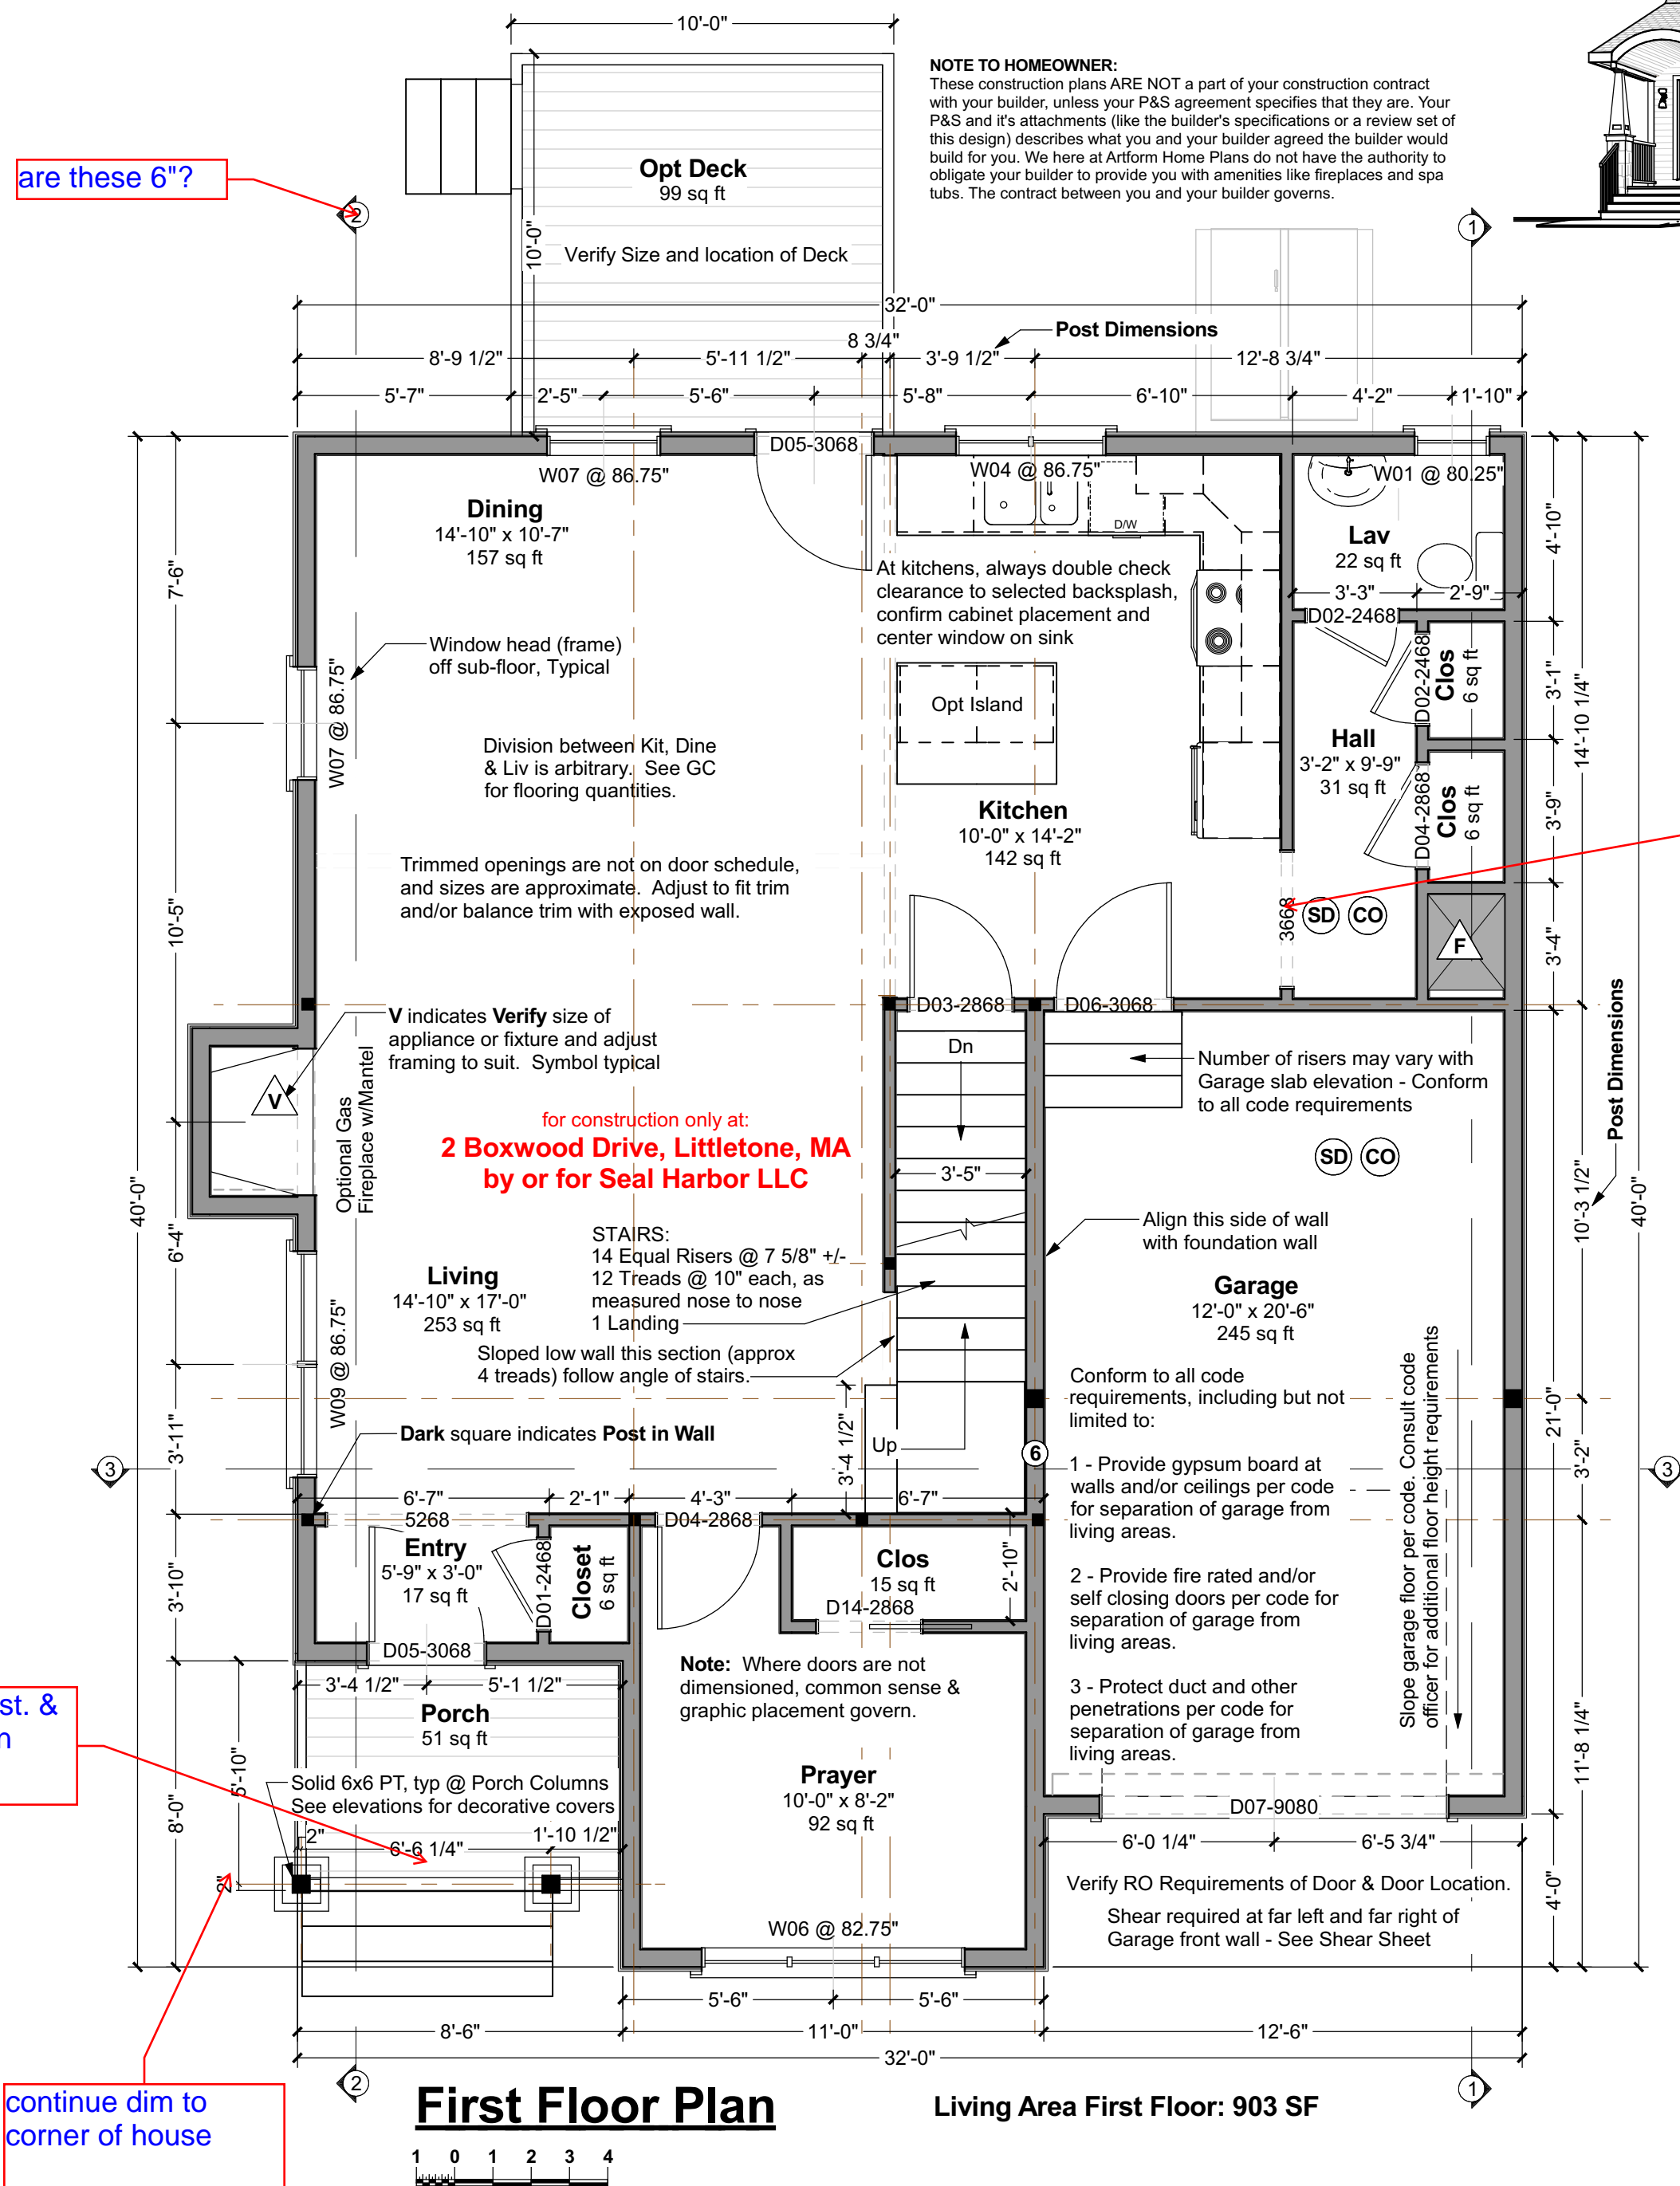 10'-0"
NOTE TO HOMEOWNER:
These construction plans ARE NOT a part of your construction contract
with your builder, unless your P&S agreement specifies that they are. Your
P&S and it's attachments (like the builder's specifications or a review set of
this design) describes what you and your builder agreed the builder would
build for you. We here at Artform Home Plans do not have the authority to
obligate your builder to provide you with amenities like fireplaces and spa
tubs. The contract between you and your builder governs.
are these 6"?
2
1
Opt Deck
99 sq ft
10'-0"
Verify Size and location of Deck
32'-0"
Post Dimensions
8'-9 1/2"
5'-11 1/2"
8 3/4"
3'-9 1/2"
12'-8 3/4"
5'-7"
2'-5"
5'-6"
5'-8"
6'-10"
4'-2"
1'-10"
D05-3068
W07 @ 86.75"
W04 @ 86.75"
W01 @ 80.25"
Dining
14'-10" x 10'-7"
157 sq ft
D/W
Lav
22 sq ft
4'-10"
7'-6"
At kitchens, always double check
clearance to selected backsplash,
confirm cabinet placement and
center window on sink
3'-3"
2'-9"
D02-2468
Window head (frame)
off sub-floor, Typical
W07 @ 86.75"
D02-2468
Clos
6 sq ft
3'-1"
14'-10 1/4"
Opt Island
Division between Kit, Dine
& Liv is arbitrary. See GC
for flooring quantities.
Hall
3'-2" x 9'-9"
31 sq ft
Kitchen
10'-0" x 14'-2"
142 sq ft
D04-2868
Clos
6 sq ft
3'-9"
Trimmed openings are not on door schedule,
and sizes are approximate. Adjust to fit trim
and/or balance trim with exposed wall.
10'-5"
3668
SD
CO
F
3'-4"
V indicates Verify size of
appliance or fixture and adjust
framing to suit. Symbol typical
D03-2868
D06-3068
Dn
Number of risers may vary with
Garage slab elevation - Conform
to all code requirements
Post Dimensions
V
Optional Gas
Fireplace w/Mantel
for construction only at:
2 Boxwood Drive, Littletone, MA
by or for Seal Harbor LLC
SD
CO
3'-5"
40'-0"
10'-3 1/2"
40'-0"
6'-4"
Align this side of wall
with foundation wall
STAIRS:
14 Equal Risers @ 7 5/8" +/-
12 Treads @ 10" each, as
measured nose to nose
1 Landing
Living
14'-10" x 17'-0"
253 sq ft
Garage
12'-0" x 20'-6"
245 sq ft
W09 @ 86.75"
Sloped low wall this section (approx
4 treads) follow angle of stairs.
Slope garage floor per code. Consult code
officer for additional floor height requirements
Conform to all code
requirements, including but not
limited to:
3'-11"
Dark square indicates Post in Wall
3'-4 1/2"
Up
6
21'-0"
3'-2"
3
3
1 - Provide gypsum board at
walls and/or ceilings per code
for separation of garage from
living areas.
6'-7"
2'-1"
4'-3"
6'-7"
5268
D04-2868
Entry
5'-9" x 3'-0"
17 sq ft
D01-2468
Closet
6 sq ft
Clos
15 sq ft
2'-10"
D14-2868
3'-10"
2 - Provide fire rated and/or
self closing doors per code for
separation of garage from
living areas.
D05-3068
3'-4 1/2"
5'-1 1/2"
Note: Where doors are not
dimensioned, common sense &
graphic placement govern.
3 - Protect duct and other
penetrations per code for
separation of garage from
living areas.
st. &
Porch
51 sq ft
5'-10"
8'-0"
Solid 6x6 PT, typ @ Porch Columns
See elevations for decorative covers
Prayer
10'-0" x 8'-2"
92 sq ft
11'-8 1/4"
D07-9080
2"
6'-6 1/4"
1'-10 1/2"
2"
6'-0 1/4"
6'-5 3/4"
Verify RO Requirements of Door & Door Location.
Shear required at far left and far right of
Garage front wall - See Shear Sheet
4'-0"
W06 @ 82.75"
5'-6"
5'-6"
8'-6"
11'-0"
12'-6"
32'-0"
2
1
continue dim to
corner of house
First Floor Plan
Living Area First Floor: 903 SF
1 0 1 2 3 4